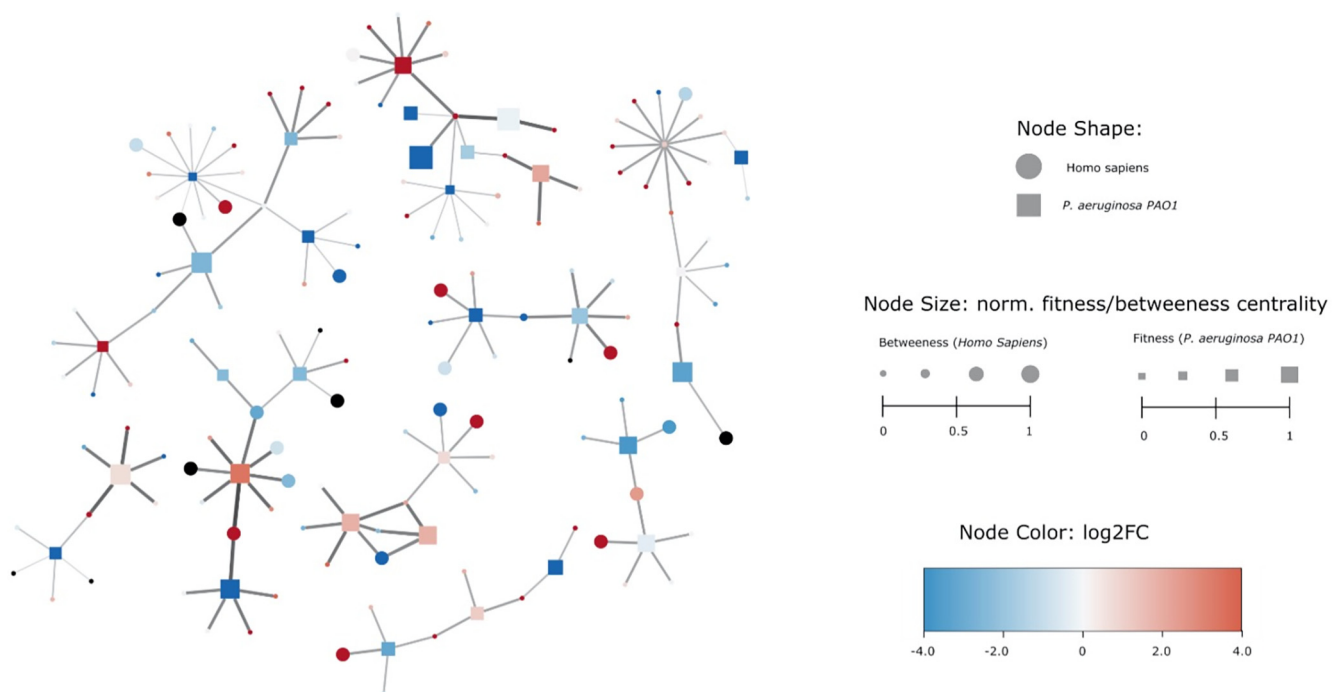 Node Shape:
Homo sapiens
P. aeruginosa PAO1
Node Size: norm. fitness/betweeness centrality
Betweeness (Homo Sapiens)
Fitness (P. aeruginosa PAO1)
0 0.5 1
0 0.5 1
Node Color: log2FC
-4.0 -2.0 0 2.0 4.0